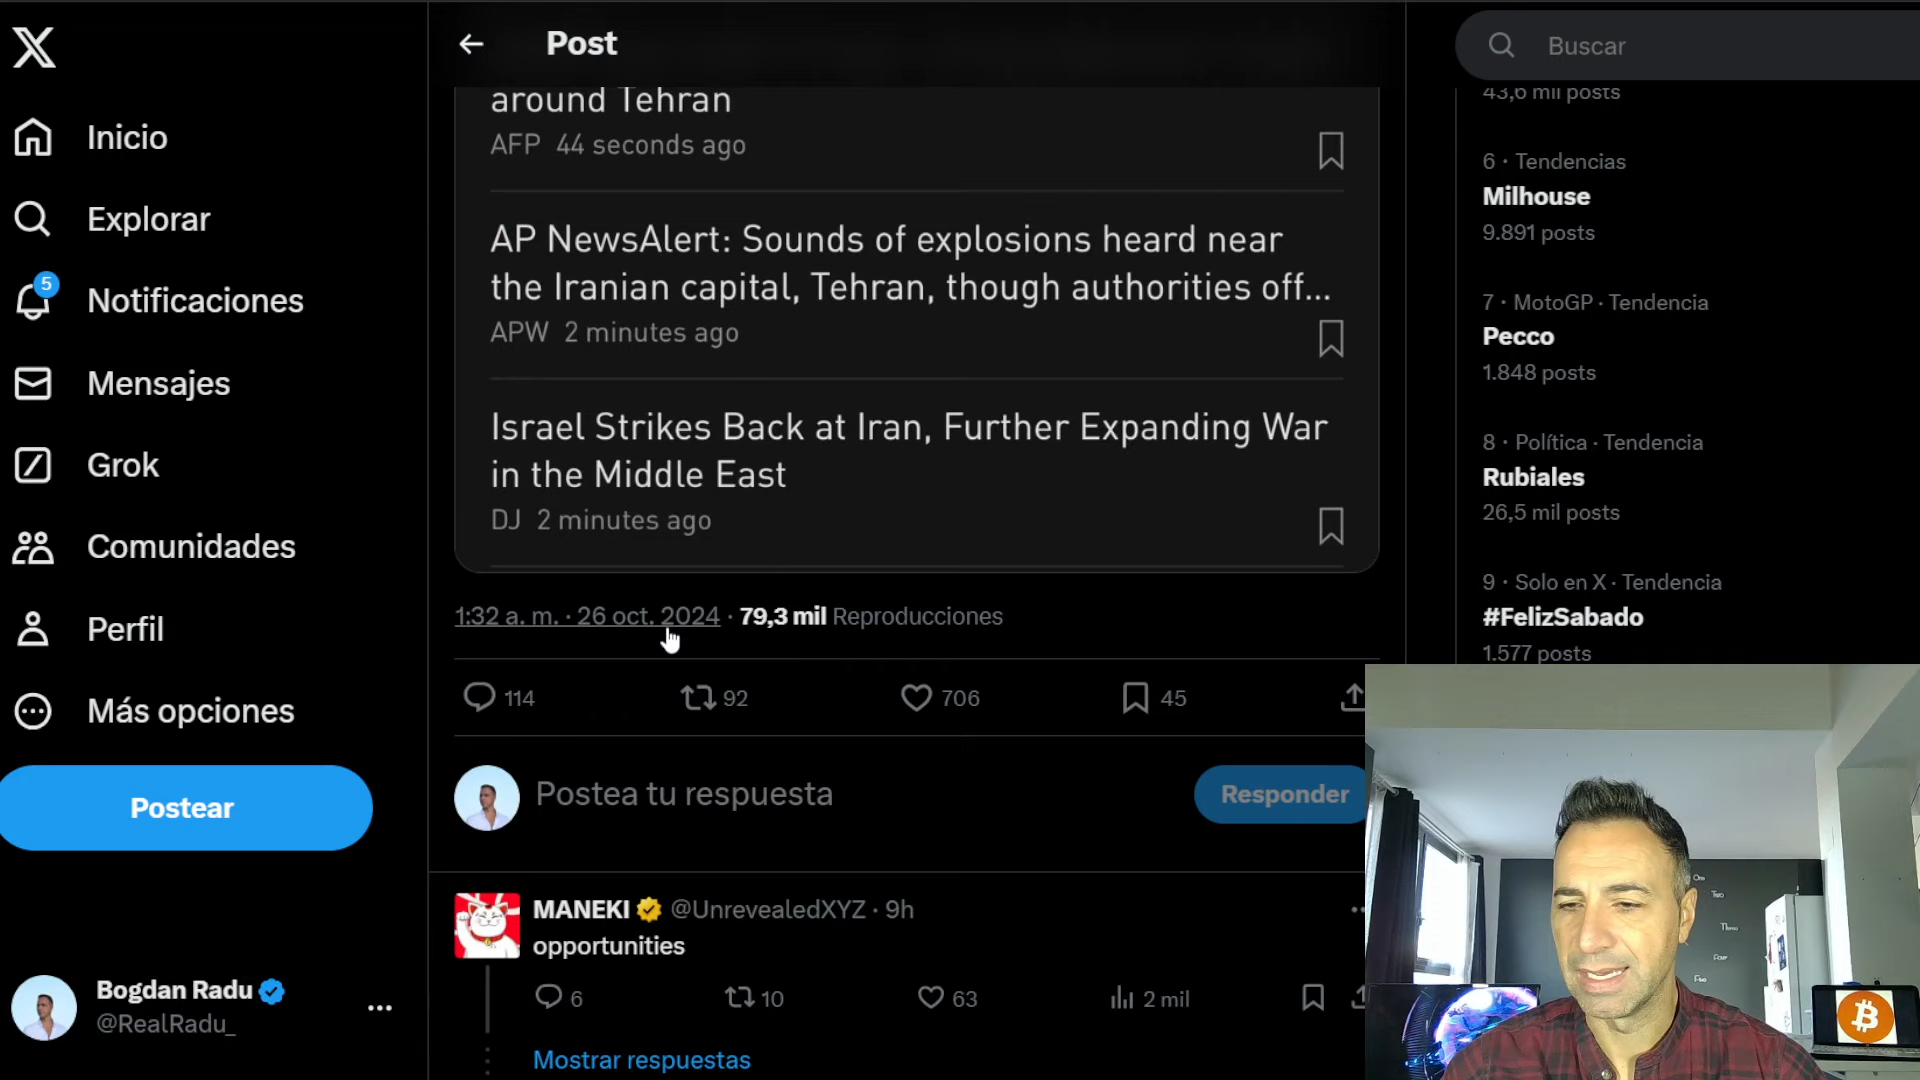 Inicio
Explorar
5
Notificaciones
Mensajes
Grok
Comunidades
Perfil
Más opciones
Postear
Bogdan Radu
@RealRadu_
Post
around Tehran
AFP 44 seconds ago
AP NewsAlert: Sounds of explosions heard near
the Iranian capital, Tehran, though authorities off...
APW 2 minutes ago
Israel Strikes Back at Iran, Further Expanding War
in the Middle East
DJ 2 minutes ago
1:32 a. m. · 26 oct. 2024 · 79,3 mil Reproducciones
114
92
706
45
Postea tu respuesta
Responder
MANEKI @UnrevealedXYZ · 9h
opportunities
6
10
63
2 mil
Mostrar respuestas
Buscar
43,6 mil posts
6 · Tendencias
Milhouse
9.891 posts
7 · MotoGP · Tendencia
Pecco
1.848 posts
8 · Política · Tendencia
Rubiales
26,5 mil posts
9 · Solo en X · Tendencia
#FelizSabado
1.577 posts
One
Two
Three
Four
Five